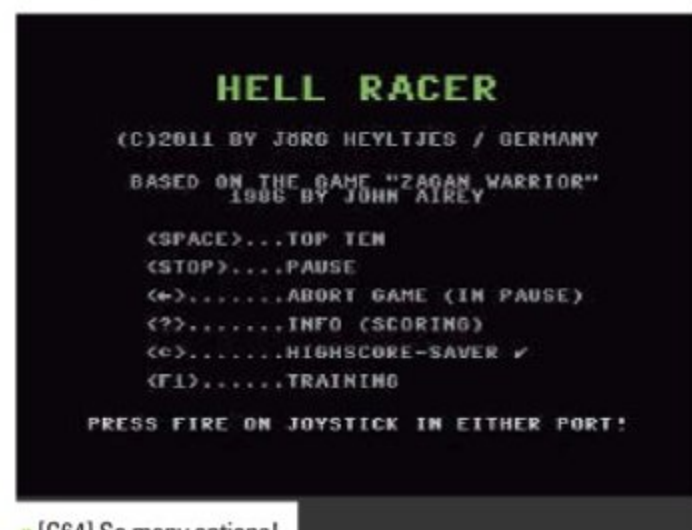 HELL RACER
(C)2011 BY JÖRG HEYLTJES / GERMANY
BASED ON THE GAME "ZAGAN WARRIOR"
1986 BY JOHN AIREY
<SPACE>...TOP TEN
<STOP>....PAUSE
<←>.......ABORT GAME (IN PAUSE)
<?>.......INFO (SCORING)
<C>.......HIGHSCORE-SAVER ✔
<F1>......TRAINING
PRESS FIRE ON JOYSTICK IN EITHER PORT!
[C64] So many options!